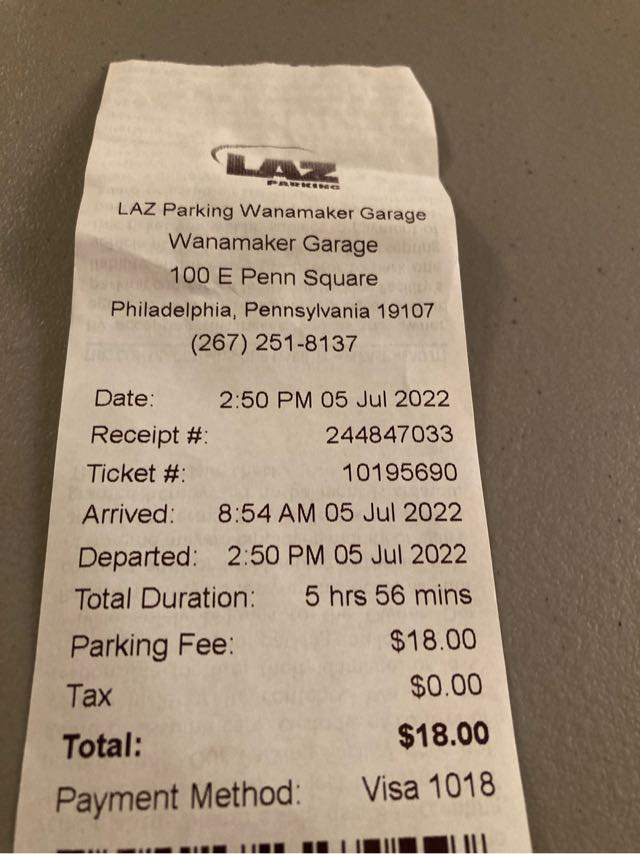 LAZ
PARKING
LAZ Parking Wanamaker Garage
Wanamaker Garage
100 E Penn Square
Philadelphia, Pennsylvania 19107
(267) 251-8137
Date: 2:50 PM 05 Jul 2022
Receipt #: 244847033
Ticket #: 10195690
Arrived: 8:54 AM 05 Jul 2022
Departed: 2:50 PM 05 Jul 2022
Total Duration: 5 hrs 56 mins
Parking Fee: $18.00
Tax $0.00
Total: $18.00
Payment Method: Visa 1018